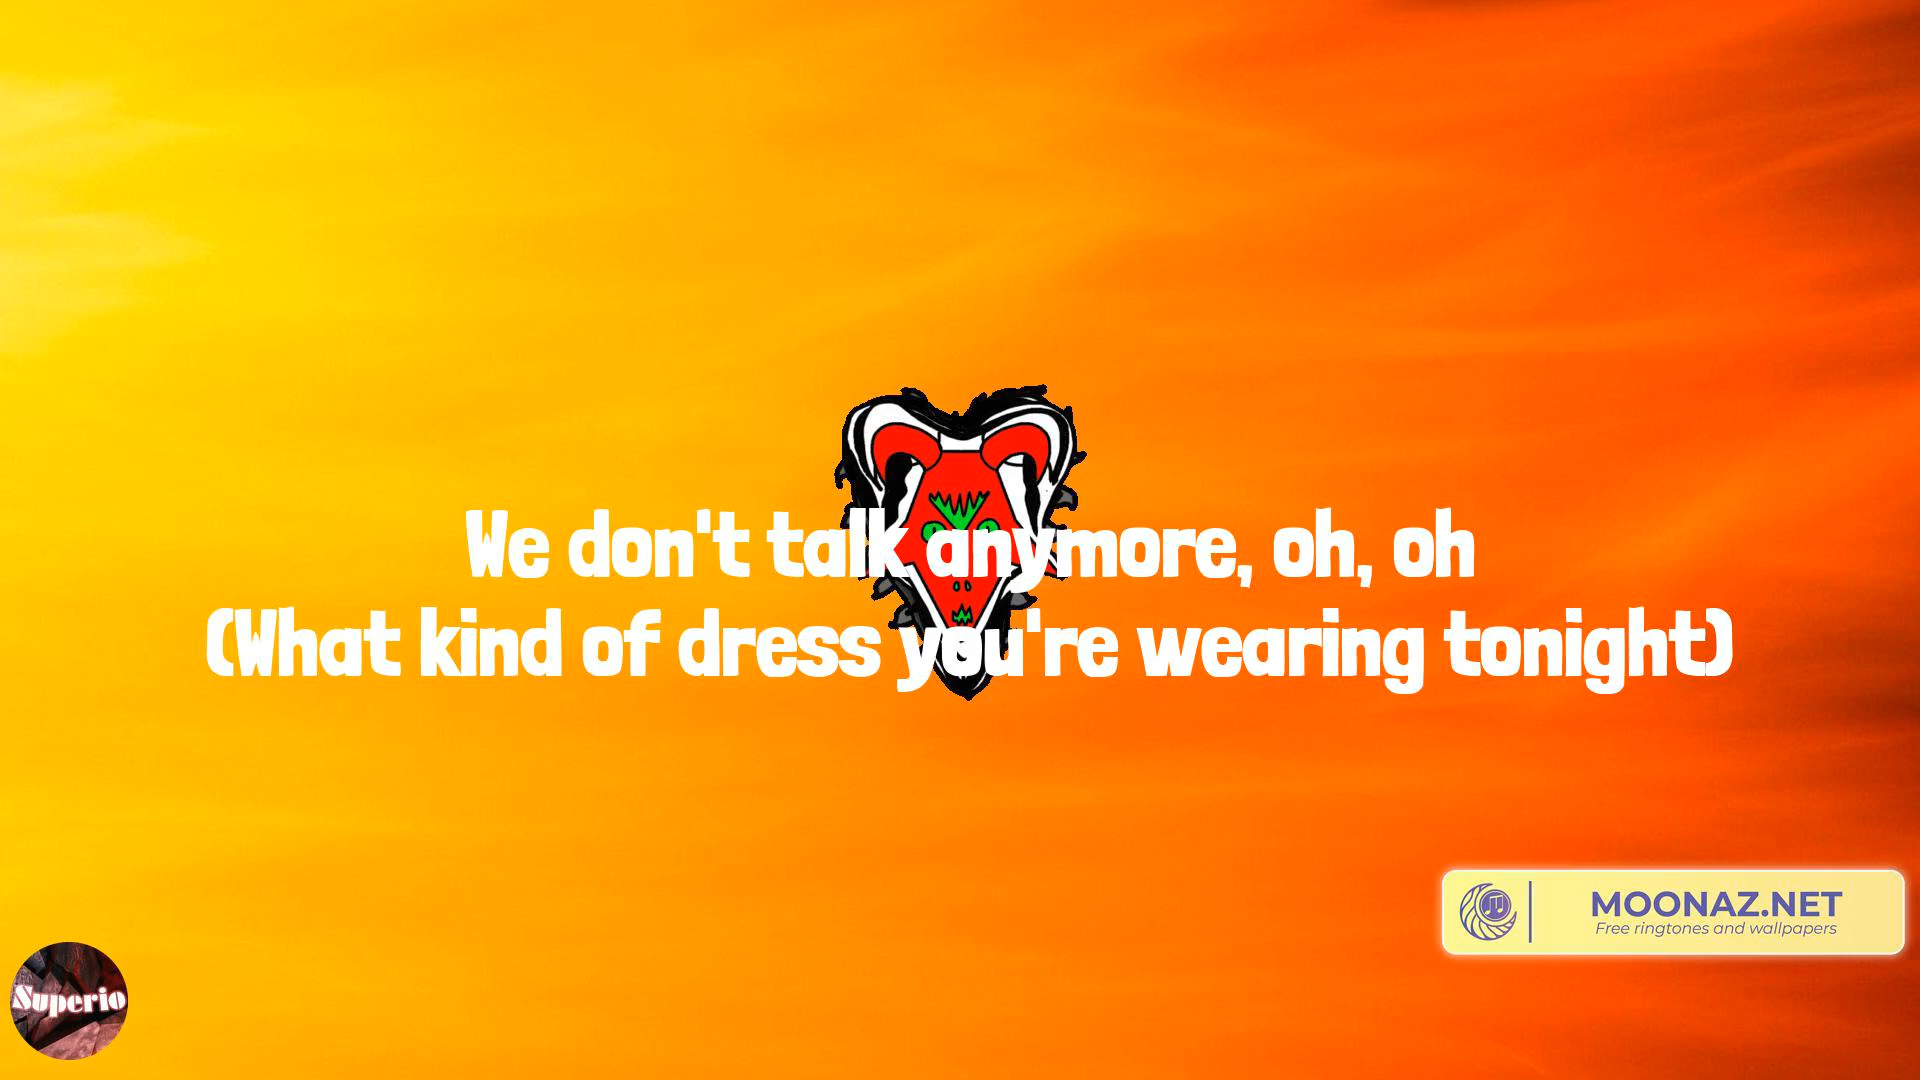 We don't talk anymore, oh, oh
(What kind of dress you're wearing tonight)
MOONAZ.NET
Free ringtones and wallpapers
Superio